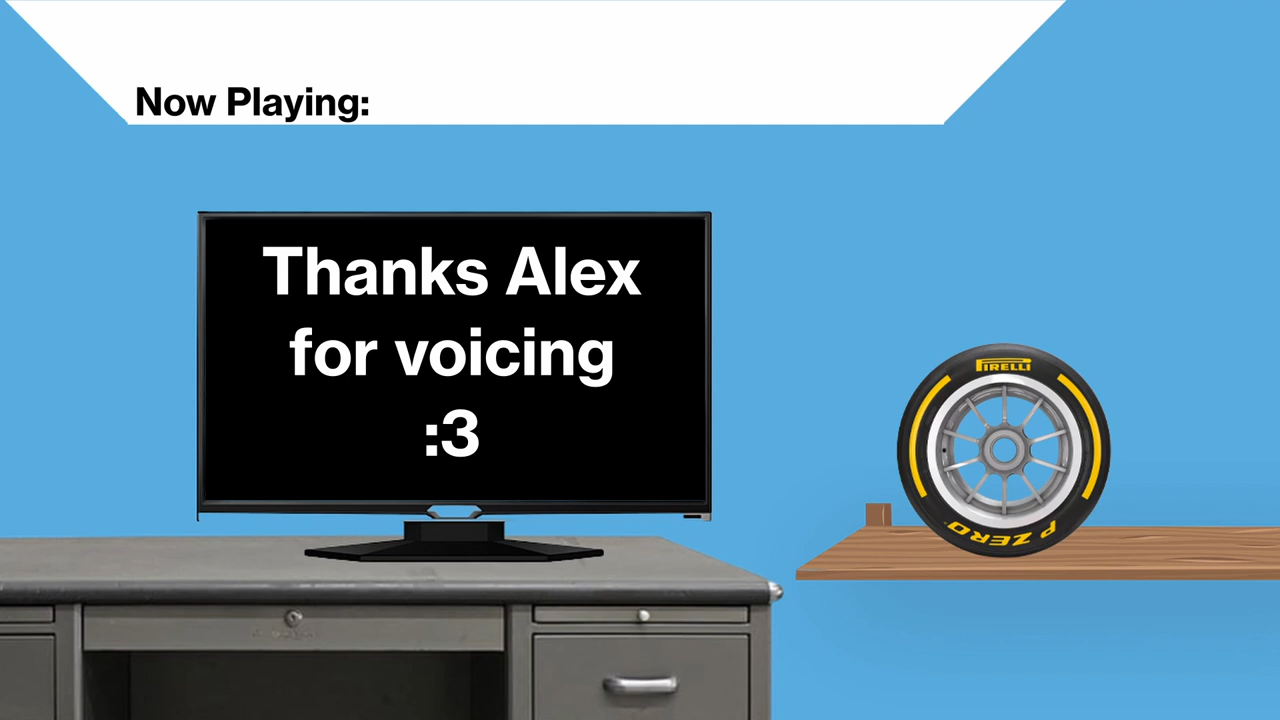 Now Playing:
Thanks Alex
for voicing
:3
PIRELLI
P ZERO